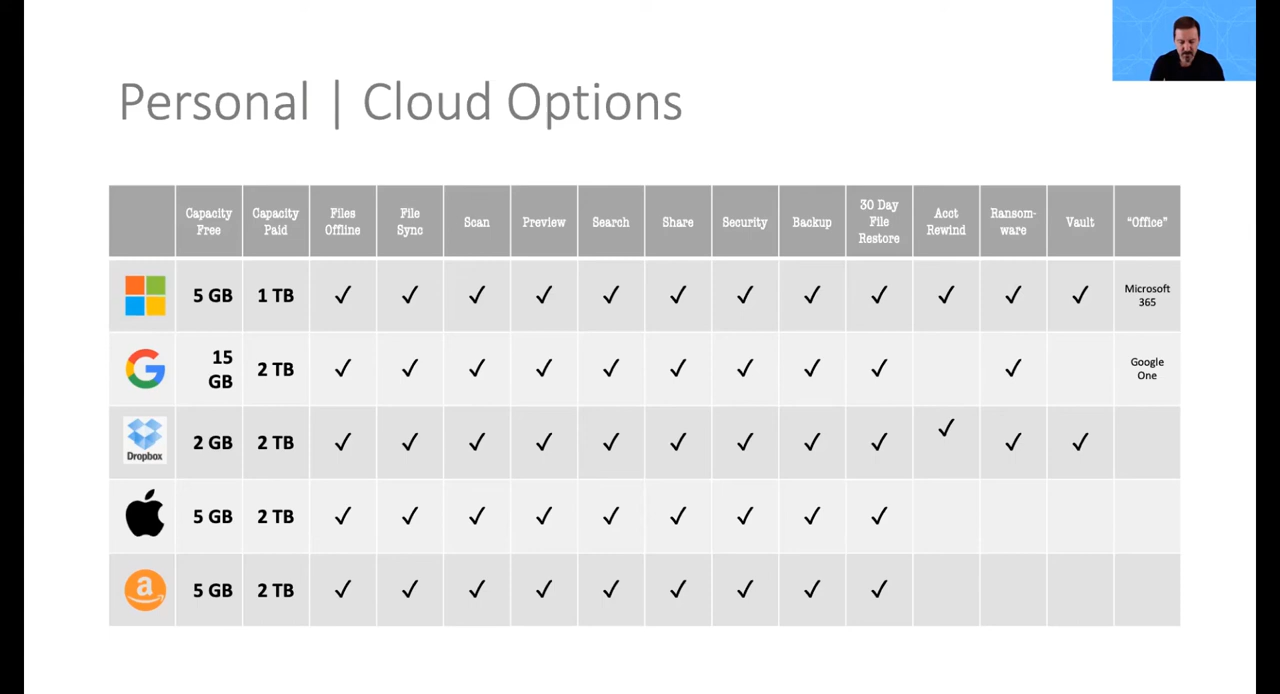 Personal | Cloud Options
Capacity Free
Capacity Paid
Files Offline
File Sync
Scan
Preview
Search
Share
Security
Backup
30 Day File Restore
Acct Rewind
Ransom-ware
Vault
“Office”
5 GB 1 TB ✓ ✓ ✓ ✓ ✓ ✓ ✓ ✓ ✓ ✓ ✓ ✓ Microsoft 365
G 15 GB 2 TB ✓ ✓ ✓ ✓ ✓ ✓ ✓ ✓ ✓ ✓ Google One
Dropbox 2 GB 2 TB ✓ ✓ ✓ ✓ ✓ ✓ ✓ ✓ ✓ ✓ ✓ ✓
5 GB 2 TB ✓ ✓ ✓ ✓ ✓ ✓ ✓ ✓ ✓
a 5 GB 2 TB ✓ ✓ ✓ ✓ ✓ ✓ ✓ ✓ ✓